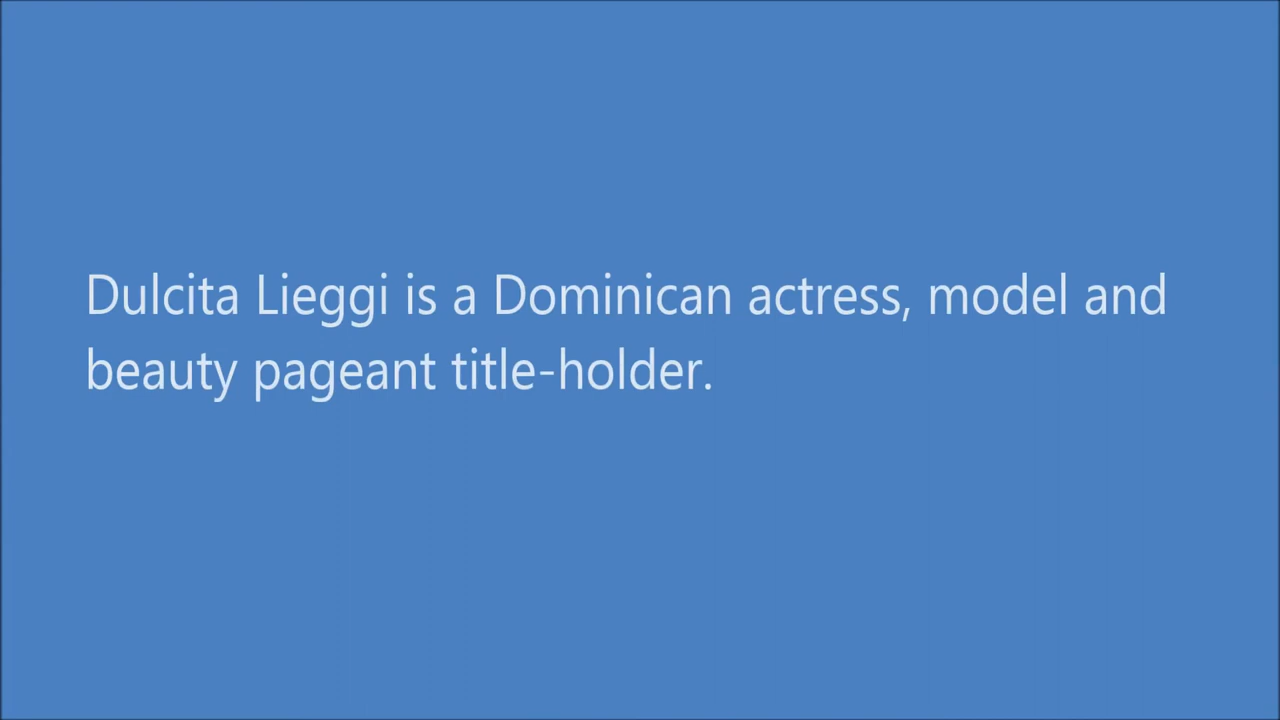 Dulcita Lieggi is a Dominican actress, model and
beauty pageant title-holder.